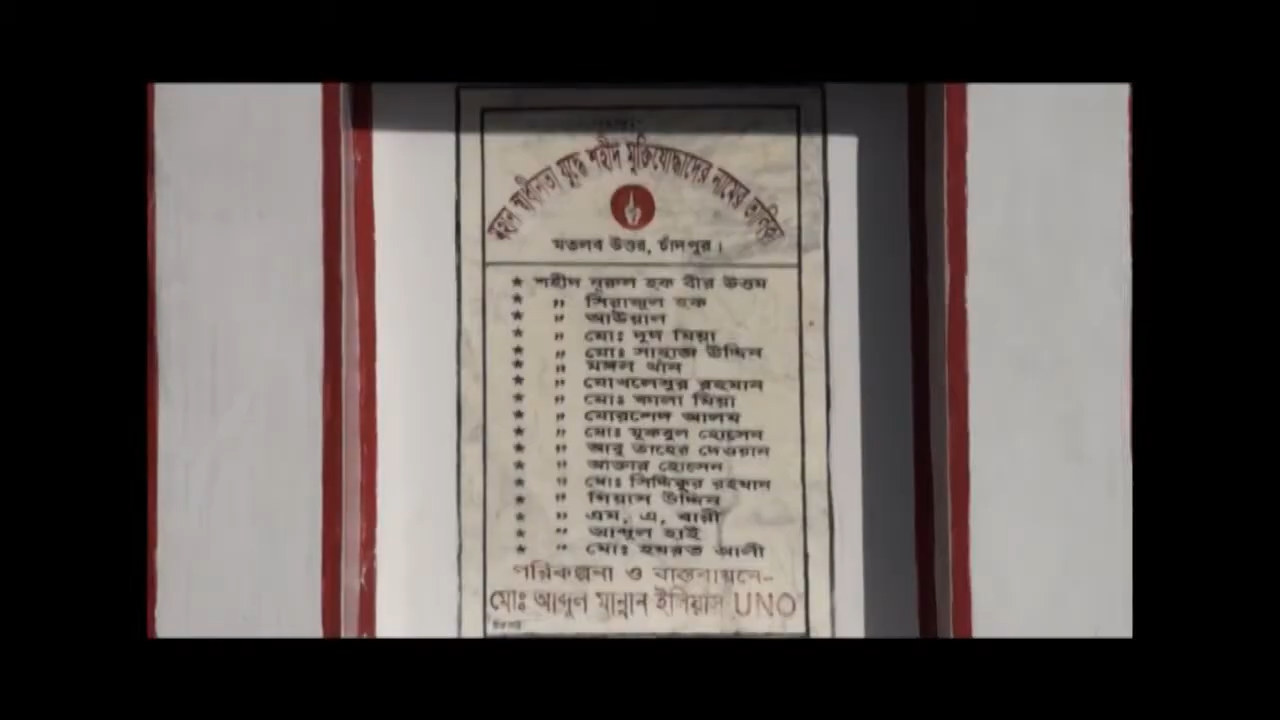 মহান স্বাধীনতা যুদ্ধে শহীদ মুক্তিযোদ্ধাদের নামের তালিকা
মতলব উত্তর, চাঁদপুর।
* শহীদ নূরুল হক বীর উত্তম
* " সিরাজুল হক
* " আউয়াল
* " মোঃ দুদ মিয়া
* " মোঃ উদ্দিন
* " মঙ্গল খান
* " মোখলেসুর রহমান
* " মোঃ কালা মিয়া
* " মোরশেদ আলম
* " মোঃ মুকবুল হোসেন
* " আবু তাহের দেওয়ান
* " আক্তার হোসেন
* " মোঃ সিদ্দিকুর রহমান
* " গিয়াস উদ্দিন
* " এম, এ, বারী
* " আব্দুল হাই
* " মোঃ হযরত আলী
পরিকল্পনা ও বাস্তবায়নে-
মোঃ আব্দুল মান্নান ইলিয়াস UNO